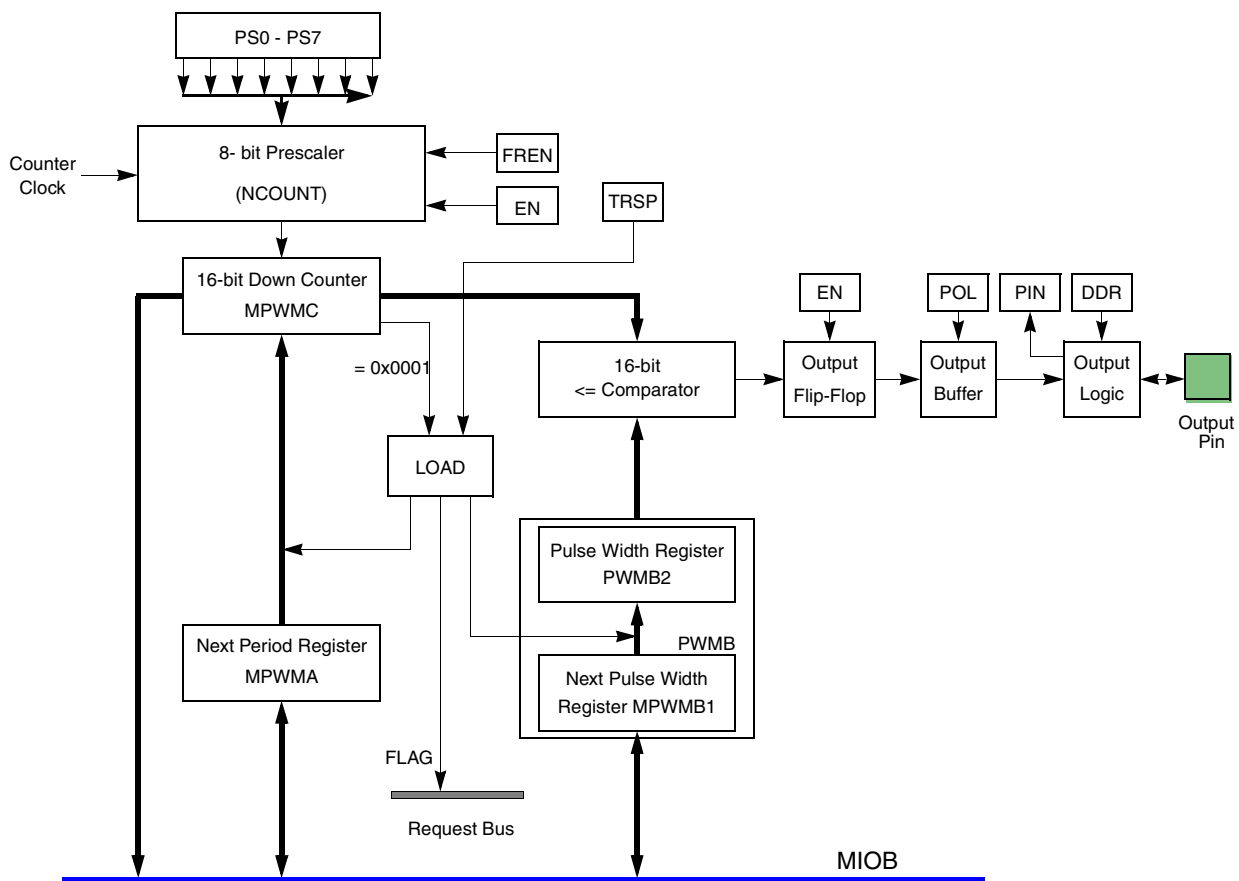 PS0 - PS7
8- bit Prescaler
(NCOUNT)
Counter
Clock
FREN
EN
TRSP
16-bit Down Counter
MPWMC
= 0x0001
EN
POL
PIN
DDR
16-bit
<= Comparator
Output
Flip-Flop
Output
Buffer
Output
Logic
Output
Pin
LOAD
Pulse Width Register
PWMB2
PWMB
Next Period Register
MPWMA
Next Pulse Width
Register MPWMB1
FLAG
Request Bus
MIOB